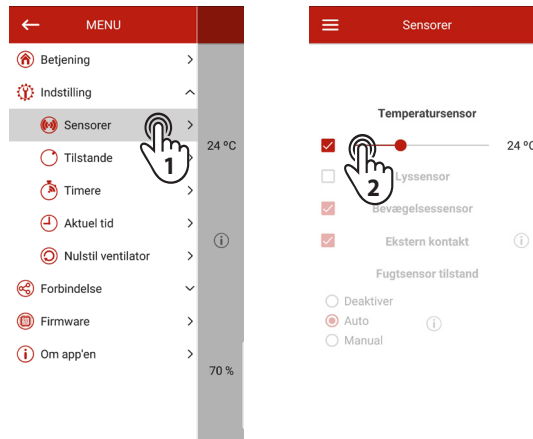 MENU
Betjening
Indstilling
Sensorer
1
24 ºC
Tilstande
Timere
Aktuel tid
Nulstil ventilator
Forbindelse
Firmware
Om app'en
70 %
Sensorer
Temperatursensor
24 ºC
2
Lyssensor
Bevægelsessensor
Ekstern kontakt
Fugtsensor tilstand
Deaktiver
Auto
Manual